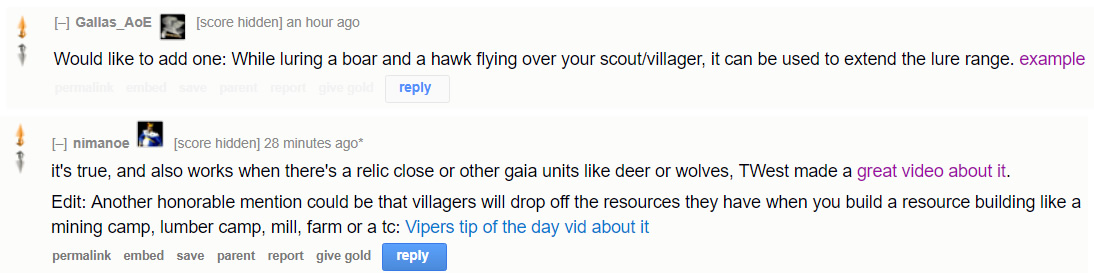 [–] Gallas_AoE [score hidden] an hour ago
Would like to add one: While luring a boar and a hawk flying over your scout/villager, it can be used to extend the lure range. example
permalink embed save parent report give gold reply
[–] nimanoe [score hidden] 28 minutes ago*
it's true, and also works when there's a relic close or other gaia units like deer or wolves, TWest made a great video about it.
Edit: Another honorable mention could be that villagers will drop off the resources they have when you build a resource building like a
mining camp, lumber camp, mill, farm or a tc: Vipers tip of the day vid about it
permalink embed save parent report give gold reply